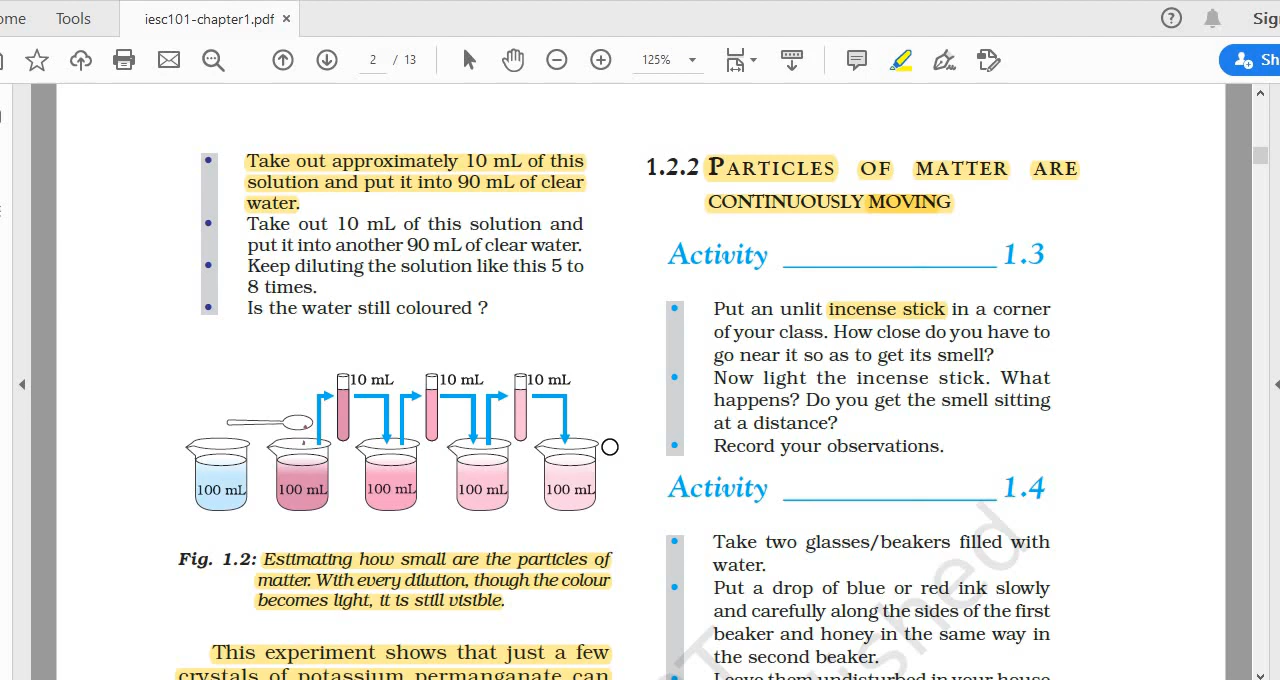 ome
Tools
iesc101-chapter1.pdf ×
?
Sig
2 / 13
125%
Sh
• Take out approximately 10 mL of this
solution and put it into 90 mL of clear
water.
• Take out 10 mL of this solution and
put it into another 90 mL of clear water.
• Keep diluting the solution like this 5 to
8 times.
• Is the water still coloured ?
10 mL
10 mL
10 mL
100 mL
100 mL
100 mL
100 mL
100 mL
Fig. 1.2: Estimating how small are the particles of
matter. With every dilution, though the colour
becomes light, it is still visible.
This experiment shows that just a few
crystals of potassium permanganate can
1.2.2 PARTICLES OF MATTER ARE
CONTINUOUSLY MOVING
Activity ______________ 1.3
• Put an unlit incense stick in a corner
of your class. How close do you have to
go near it so as to get its smell?
• Now light the incense stick. What
happens? Do you get the smell sitting
at a distance?
• Record your observations.
Activity ______________ 1.4
• Take two glasses/beakers filled with
water.
• Put a drop of blue or red ink slowly
and carefully along the sides of the first
beaker and honey in the same way in
the second beaker.
• Leave them undisturbed in your house